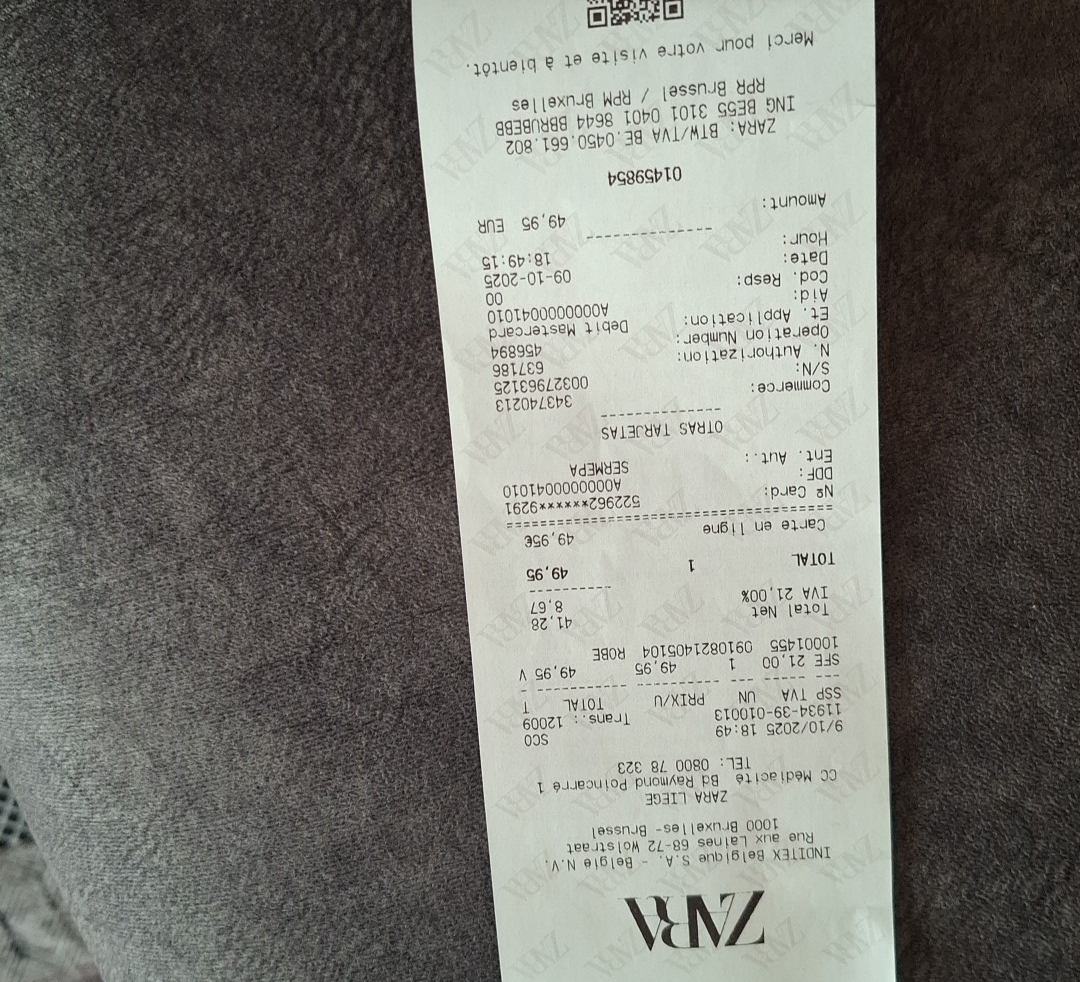 ZARA
INDITEX Belgique S.A. - Belgie N.V.
Rue aux Laines 68-72 Wolstraat
1000 Bruxelles- Brussel
ZARA LIEGE
CC Médiacité Bd Raymond Poincarré 1
TEL: 0800 78 323
9/10/2025 18:49 SCO
11934-39-010013 Trans.: 12009
SSP TVA UN PRIX/U TOTAL T
--- ----- -- --------- --------- -
SFE 21,00 1 49,95 49,95 V
10001455 0910821405104 ROBE
Total Net 41,28
IVA 21,00% 8,67
---------
TOTAL 1 49,95
Carte en ligne 49,95€
====================================
Nº Card: 522962*******9291
DDF: A0000000041010
Ent. Aut.: SERMEPA
OTRAS TARJETAS
-------------
Commerce: 343740213
S/N: 00327963125
N. Authorization: 637186
Operation Number: 456894
Et. Application: Debit Mastercard
Aid: A0000000041010
Cod. Resp: 00
Date: 09-10-2025
Hour: 18:49:15
--------------
Amount: 49,95 EUR
01459854
ZARA: BTW/TVA BE.0450.661.802
ING BE55 3101 0401 8644 BBRUBEBB
RPR Brussel / RPM Bruxelles
Merci pour votre visite et à bientôt.